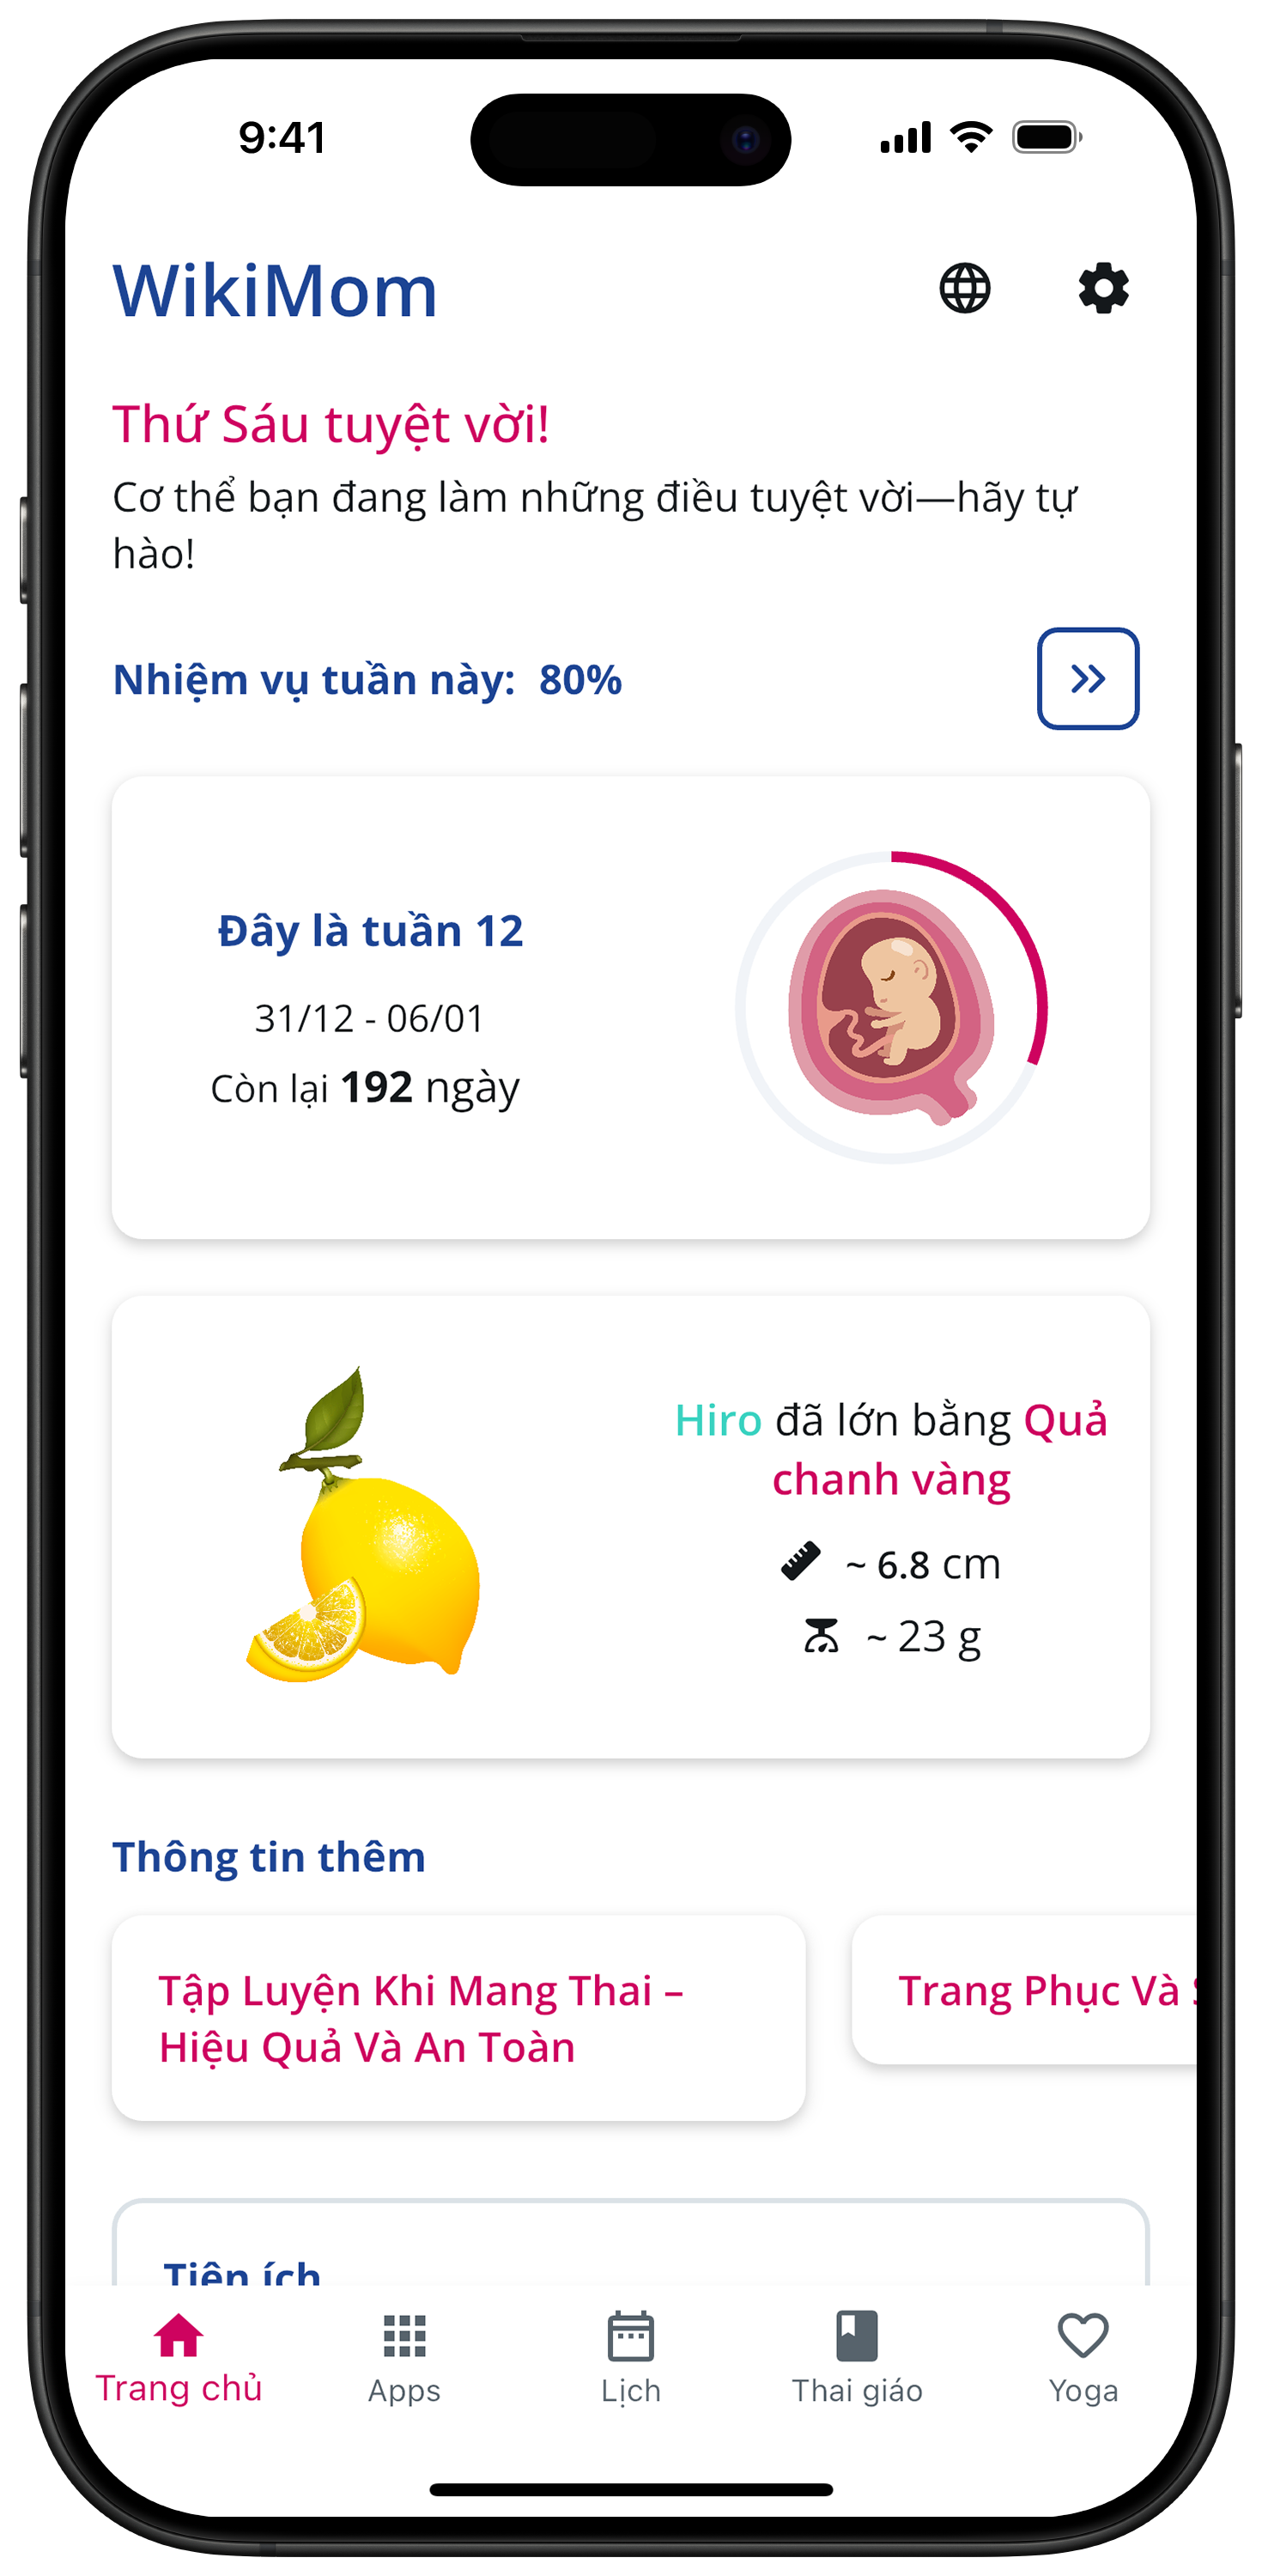 9:41
WikiMom
Thứ Sáu tuyệt vời!
Cơ thể bạn đang làm những điều tuyệt vời—hãy tự
hào!
Nhiệm vụ tuần này: 80%
Đây là tuần 12
31/12 - 06/01
Còn lại 192 ngày
Hiro đã lớn bằng Quả
chanh vàng
~ 6.8 cm
~ 23 g
Thông tin thêm
Tập Luyện Khi Mang Thai –
Hiệu Quả Và An Toàn
Trang Phục Và
Tiện ích
Trang chủ
Apps
Lịch
Thai giáo
Yoga